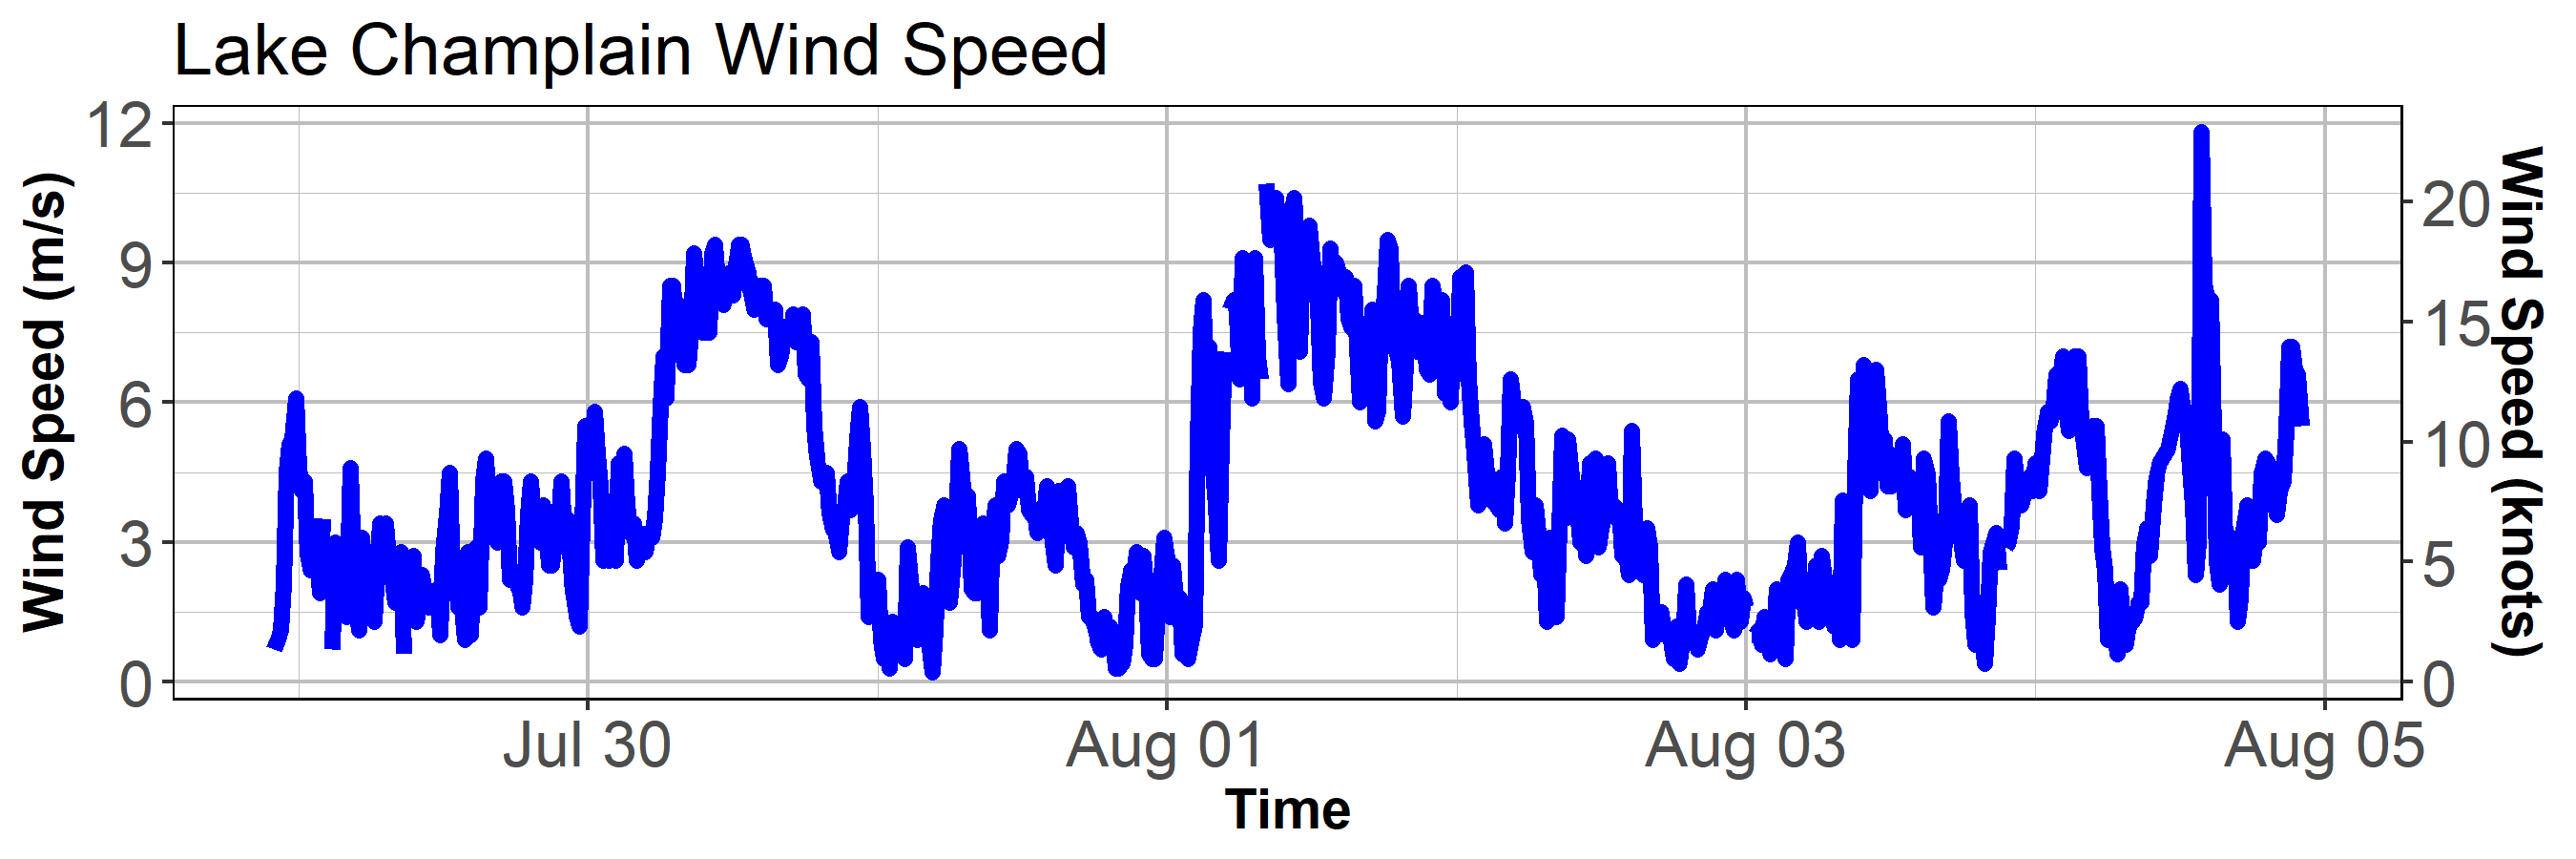 Lake Champlain Wind Speed
Wind Speed (m/s)
12
9
6
3
0
20
15
10
5
0
Wind Speed (knots)
Jul 30
Aug 01
Aug 03
Aug 05
Time